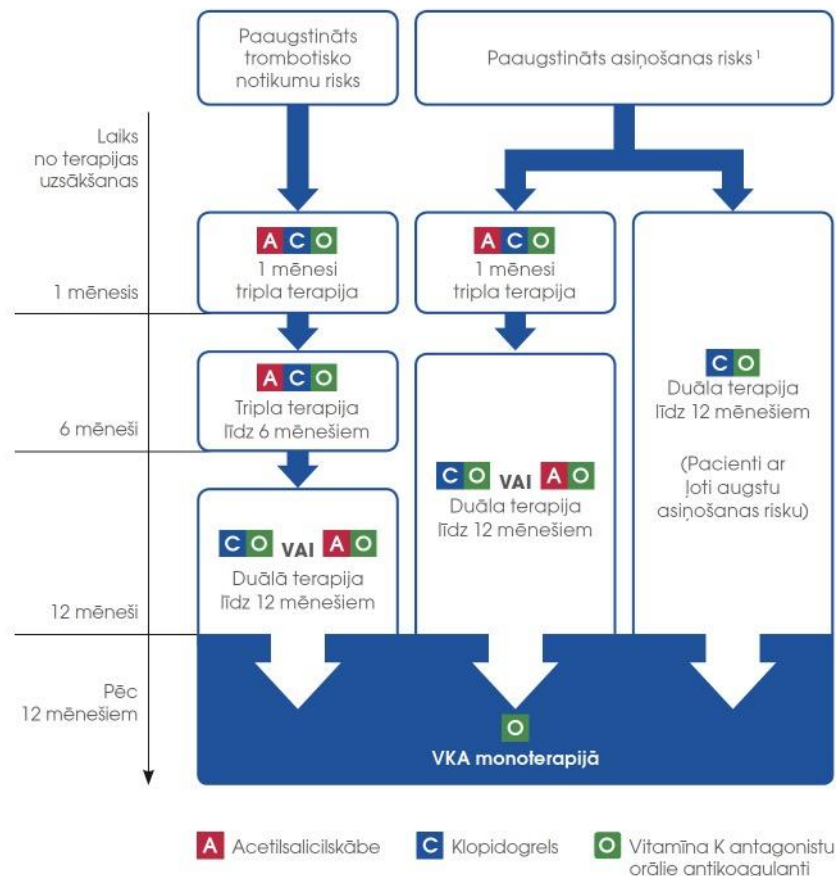 Paaugstināts
trombotisko
notikumu risks
Paaugstināts asiņošanas risks 1
Laiks
no terapijas
uzsākšanas
A C O
1 mēnesi
tripla terapija
A C O
1 mēnesi
tripla terapija
1 mēnesis
A C O
Tripla terapija
līdz 6 mēnešiem
6 mēneši
C O
Duāla terapija
līdz 12 mēnešiem
(Pacienti ar
ļoti augstu
asiņošanas risku)
C O VAI A O
Duāla terapija
līdz 12 mēnešiem
C O VAI A O
Duālā terapija
līdz 12 mēnešiem
12 mēneši
Pēc
12 mēnešiem
O
VKA monoterapijā
A Acetilsalicilskābe
C Klopidogrels
O Vitamīna K antagonistu
orālie antikoagulanti